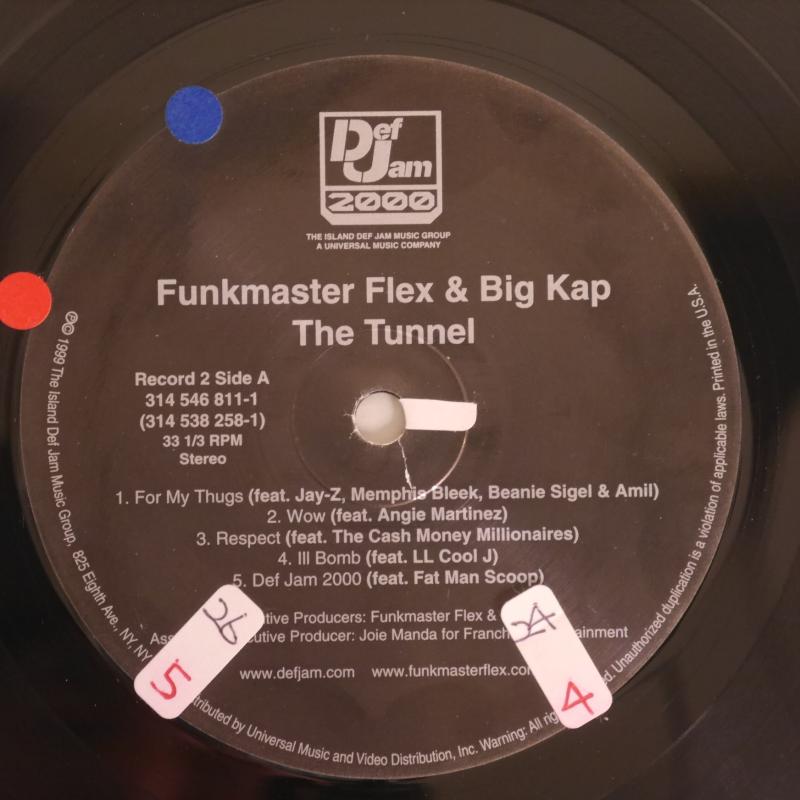 Def Jam
2000
THE ISLAND DEF JAM MUSIC GROUP
A UNIVERSAL MUSIC COMPANY
Funkmaster Flex & Big Kap
The Tunnel
Record 2 Side A
314 546 811-1
(314 538 258-1)
33 1/3 RPM
Stereo
1. For My Thugs (feat. Jay-Z, Memphis Bleek, Beanie Sigel & Amil)
2. Wow (feat. Angie Martinez)
3. Respect (feat. The Cash Money Millionaires)
4. Ill Bomb (feat. LL Cool J)
5. Def Jam 2000 (feat. Fat Man Scoop)
Producers: Funkmaster Flex &
Producer: Joie Manda for
www.defjam.com www.funkmasterflex.com
℗© 1999 The Island Def Jam Music Group, 825 Eighth Ave., NY, NY
by Universal Music and Video Distribution, Inc. Warning: All
Unauthorized duplication is a violation of applicable laws. Printed in the U.S.A.
26
5
24
4